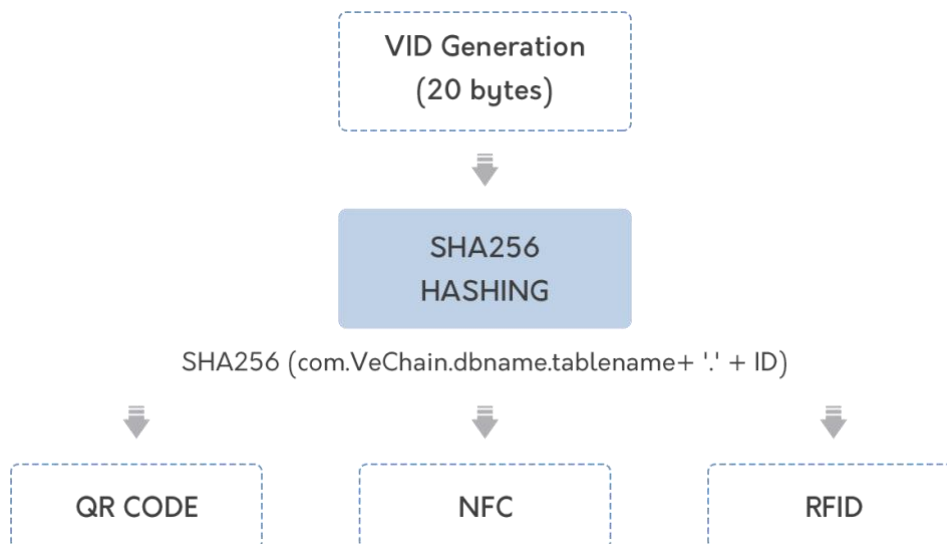 VID Generation
(20 bytes)
SHA256
HASHING
SHA256 (com.VeChain.dbname.tablename+ '.' + ID)
QR CODE
NFC
RFID